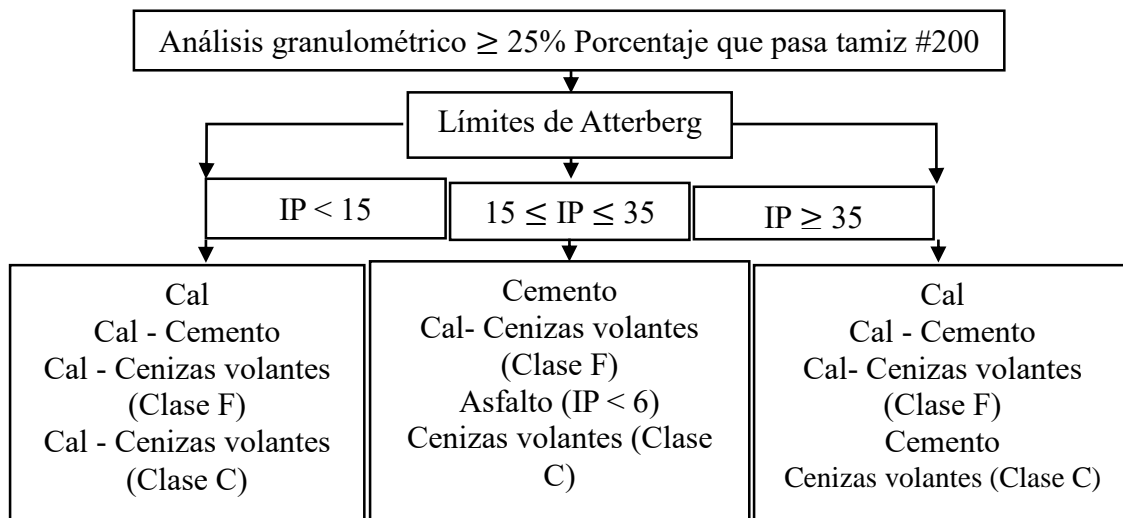 Análisis granulométrico ≥ 25% Porcentaje que pasa tamiz #200
Límites de Atterberg
IP < 15
15 ≤ IP ≤ 35
IP ≥ 35
Cal
Cal - Cemento
Cal - Cenizas volantes
(Clase F)
Cal - Cenizas volantes
(Clase C)
Cemento
Cal- Cenizas volantes
(Clase F)
Asfalto (IP < 6)
Cenizas volantes (Clase
C)
Cal
Cal - Cemento
Cal- Cenizas volantes
(Clase F)
Cemento
Cenizas volantes (Clase C)